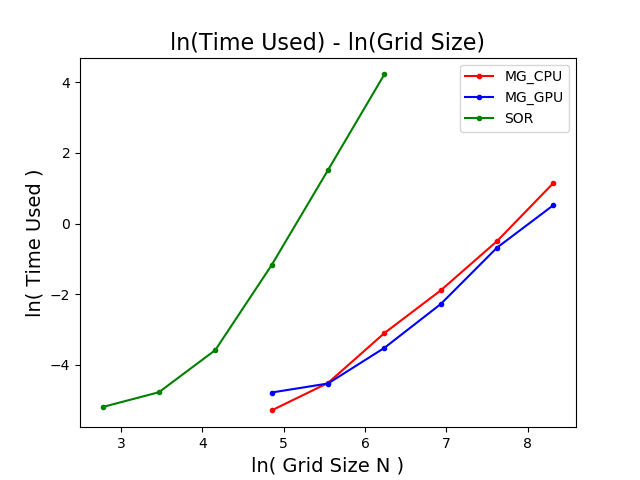 ln(Time Used) - ln(Grid Size)
MG_CPU
MG_GPU
SOR
4
2
0
−2
−4
ln( Time Used )
3
4
5
6
7
8
ln( Grid Size N )